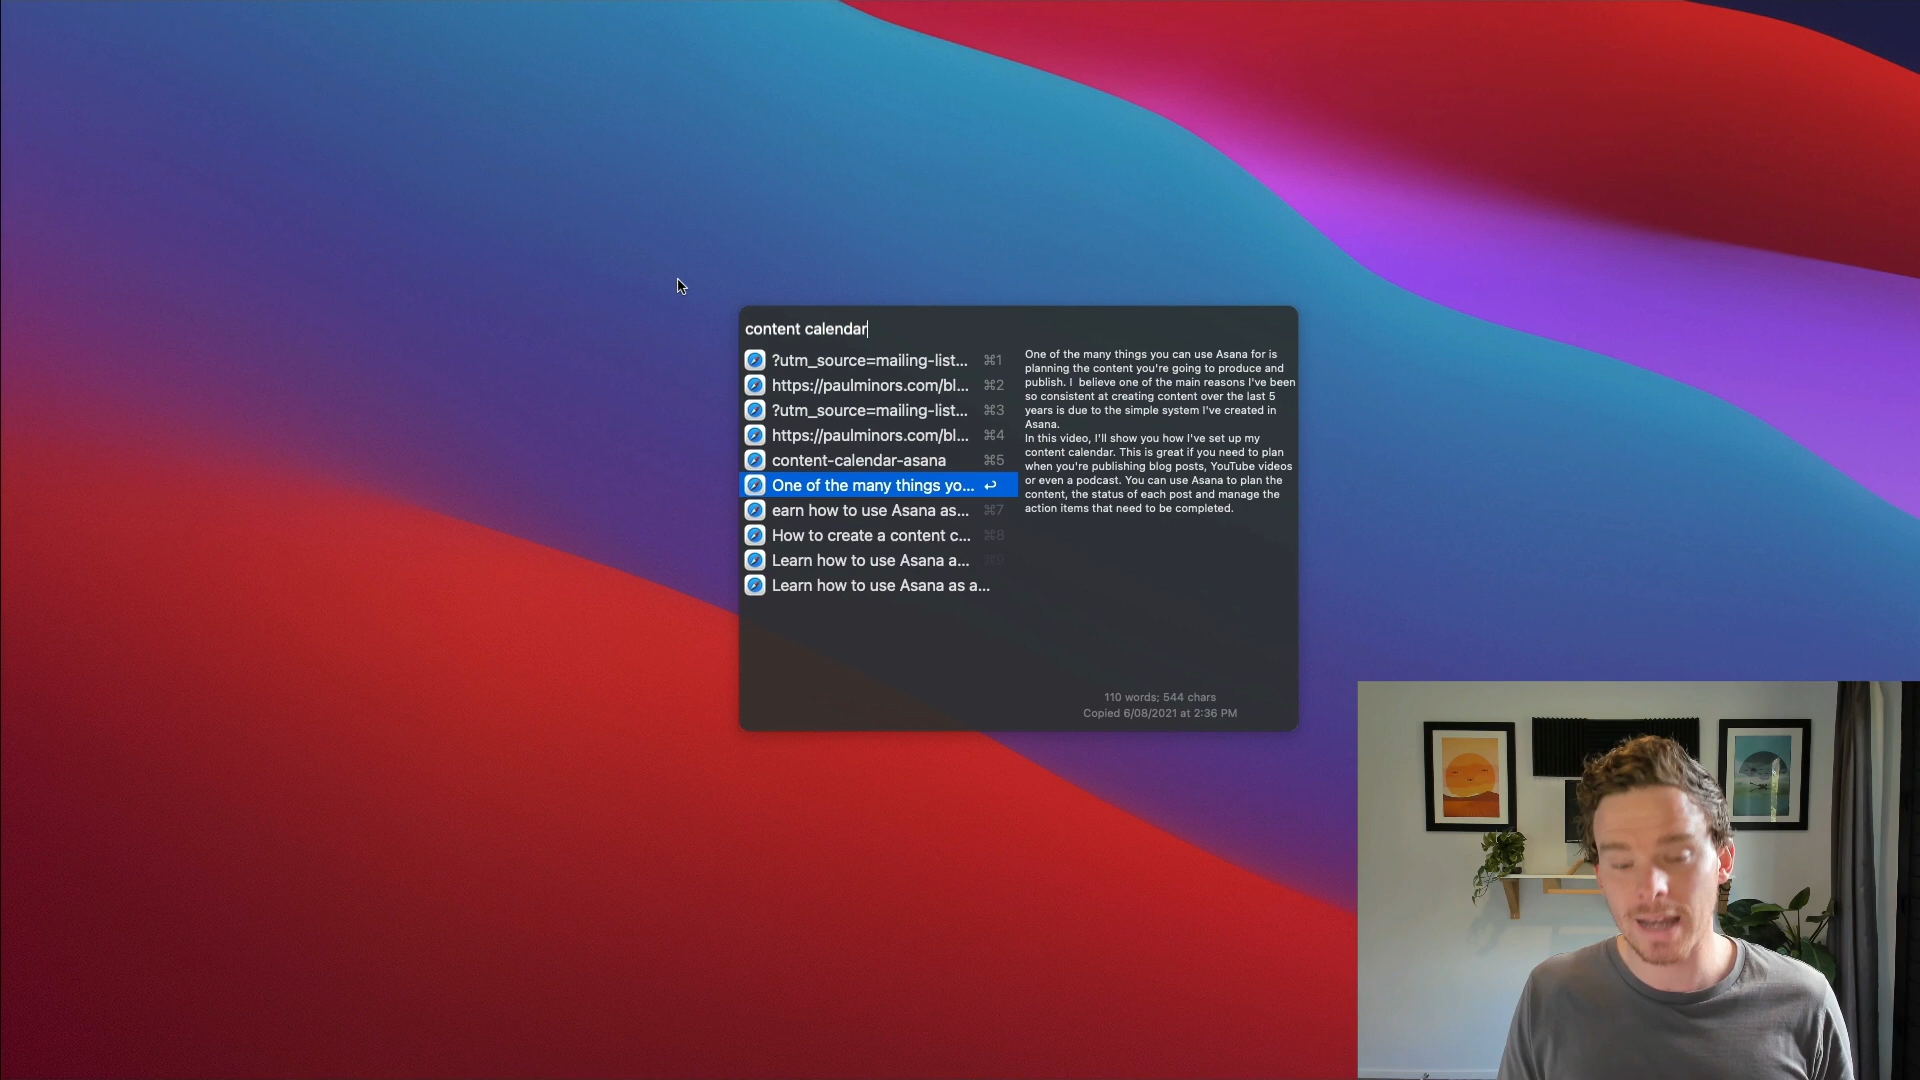 content calendar
?utm_source=mailing-list... ⌘1
https://paulminors.com/bl... ⌘2
?utm_source=mailing-list... ⌘3
https://paulminors.com/bl... ⌘4
content-calendar-asana ⌘5
One of the many things yo... ↩
earn how to use Asana as... ⌘7
How to create a content c... ⌘8
Learn how to use Asana a... ⌘9
Learn how to use Asana as a...
One of the many things you can use Asana for is
planning the content you're going to produce and
publish. I  believe one of the main reasons I've been
so consistent at creating content over the last 5
years is due to the simple system I've created in
Asana.
In this video, I'll show you how I've set up my
content calendar. This is great if you need to plan
when you're publishing blog posts, YouTube videos
or even a podcast. You can use Asana to plan the
content, the status of each post and manage the
action items that need to be completed.
110 words; 544 chars
Copied 6/08/2021 at 2:36 PM